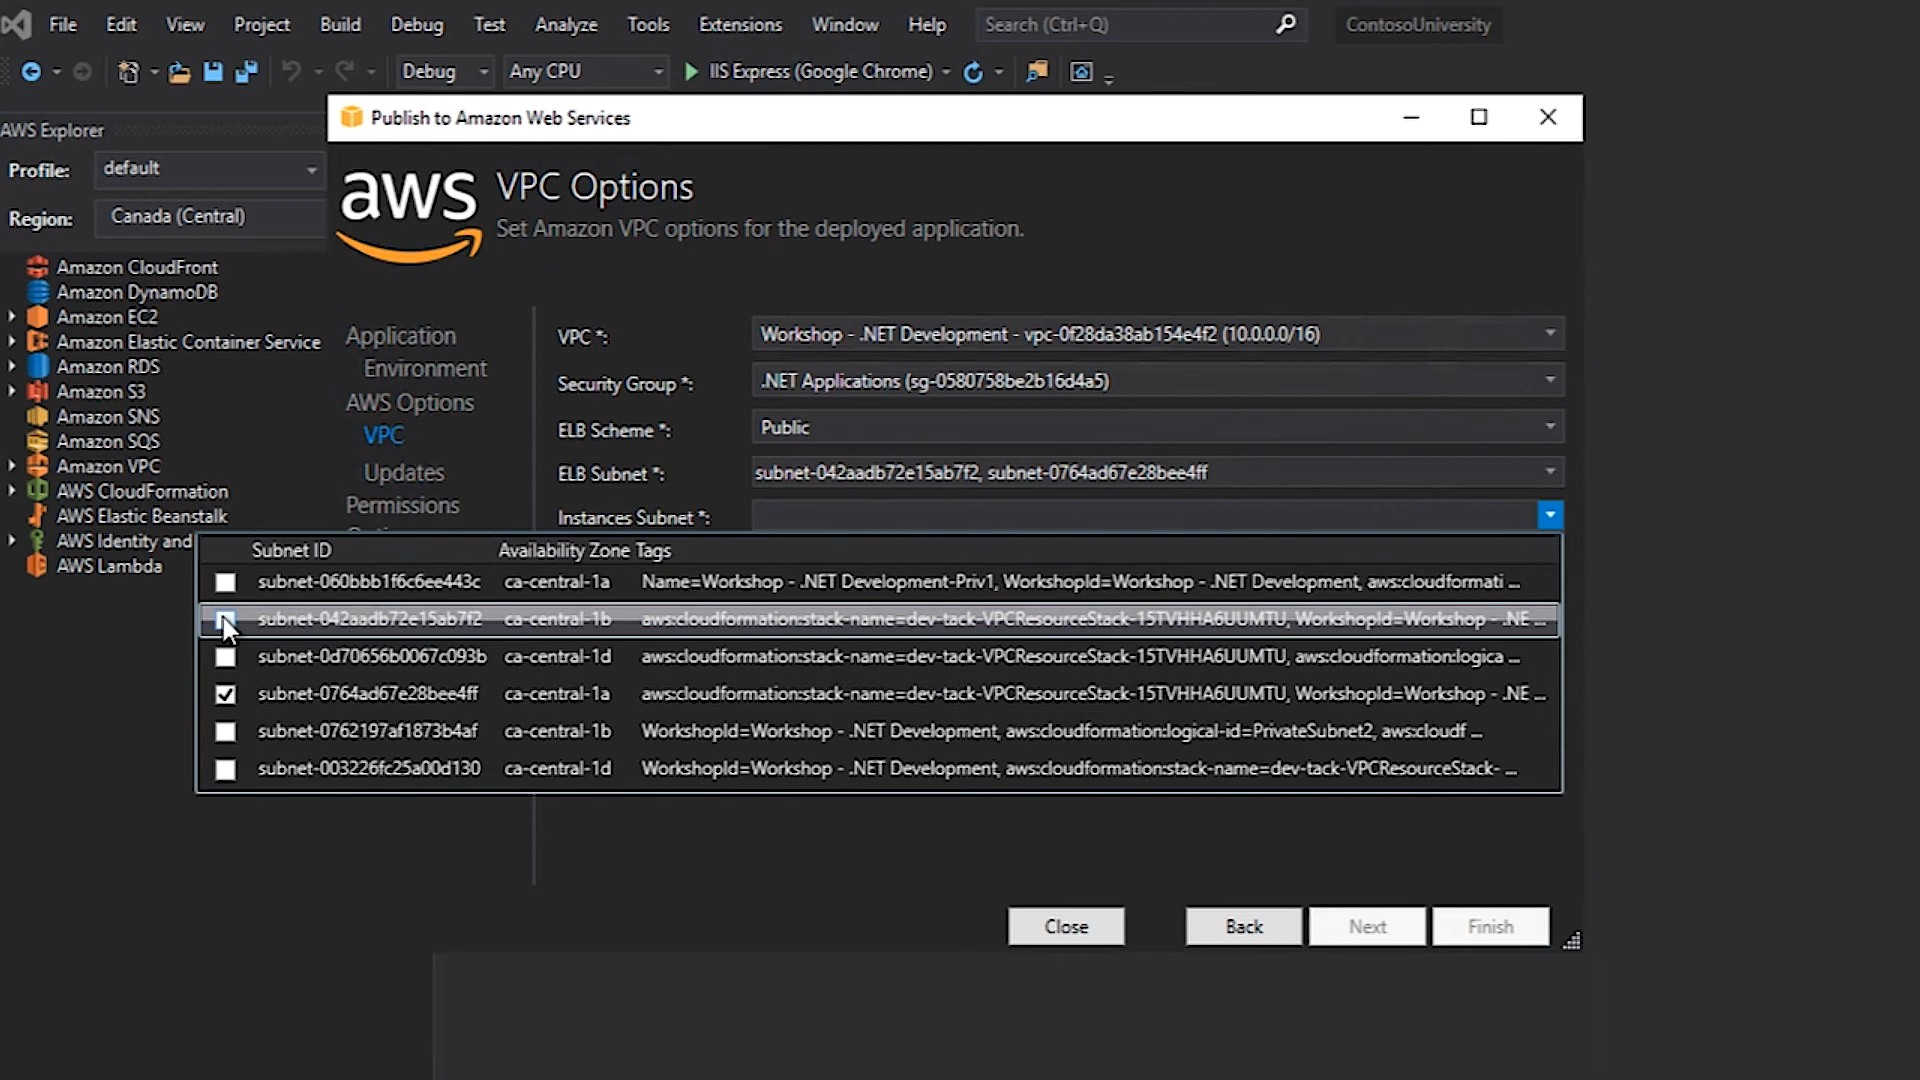 File Edit View Project Build Debug Test Analyze Tools Extensions Window Help Search (Ctrl+Q) ContosoUniversity
Debug Any CPU IIS Express (Google Chrome)
AWS Explorer
Profile: default
Region: Canada (Central)
Amazon CloudFront
Amazon DynamoDB
Amazon EC2
Amazon Elastic Container Service
Amazon RDS
Amazon S3
Amazon SNS
Amazon SQS
Amazon VPC
AWS CloudFormation
AWS Elastic Beanstalk
AWS Identity and
AWS Lambda
Publish to Amazon Web Services
aws
VPC Options
Set Amazon VPC options for the deployed application.
Application
Environment
AWS Options
VPC
Updates
Permissions
VPC *: Workshop - .NET Development - vpc-0f28da38ab154e4f2 (10.0.0.0/16)
Security Group *: .NET Applications (sg-0580758be2b16d4a5)
ELB Scheme *: Public
ELB Subnet *: subnet-042aadb72e15ab7f2, subnet-0764ad67e28bee4ff
Instances Subnet *:
Subnet ID Availability Zone Tags
subnet-060bbb1f6c6ee443c ca-central-1a Name=Workshop - .NET Development-Priv1, WorkshopId=Workshop - .NET Development, aws:cloudformati ...
subnet-042aadb72e15ab7f2 ca-central-1b aws:cloudformation:stack-name=dev-tack-VPCResourceStack-15TVHHA6UUMTU, WorkshopId=Workshop - .NE ...
subnet-0d70656b0067c093b ca-central-1d aws:cloudformation:stack-name=dev-tack-VPCResourceStack-15TVHHA6UUMTU, aws:cloudformation:logica ...
subnet-0764ad67e28bee4ff ca-central-1a aws:cloudformation:stack-name=dev-tack-VPCResourceStack-15TVHHA6UUMTU, WorkshopId=Workshop - .NE ...
subnet-0762197af1873b4af ca-central-1b WorkshopId=Workshop - .NET Development, aws:cloudformation:logical-id=PrivateSubnet2, aws:cloudf ...
subnet-003226fc25a00d130 ca-central-1d WorkshopId=Workshop - .NET Development, aws:cloudformation:stack-name=dev-tack-VPCResourceStack- ...
Close Back Next Finish